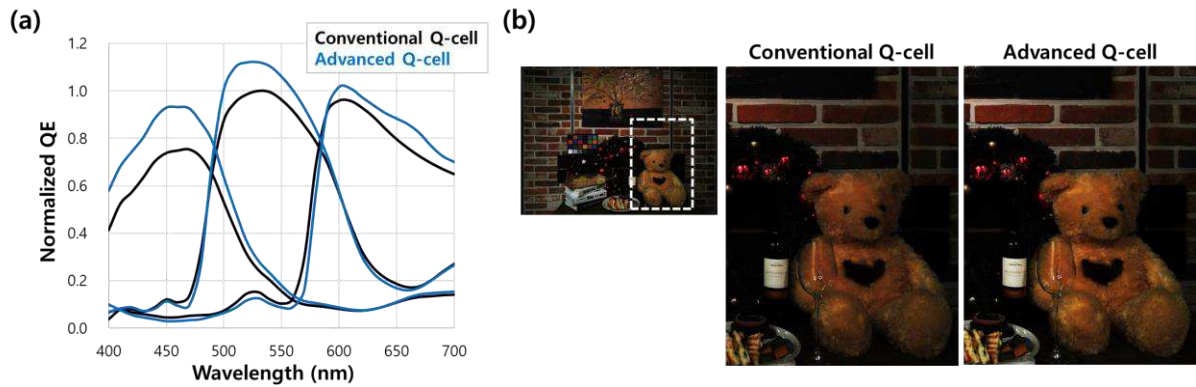 (a)
Conventional Q-cell
Advanced Q-cell
Normalized QE
1.2
1.0
0.8
0.6
0.4
0.2
0.0
400 450 500 550 600 650 700
Wavelength (nm)
(b)
Conventional Q-cell Advanced Q-cell